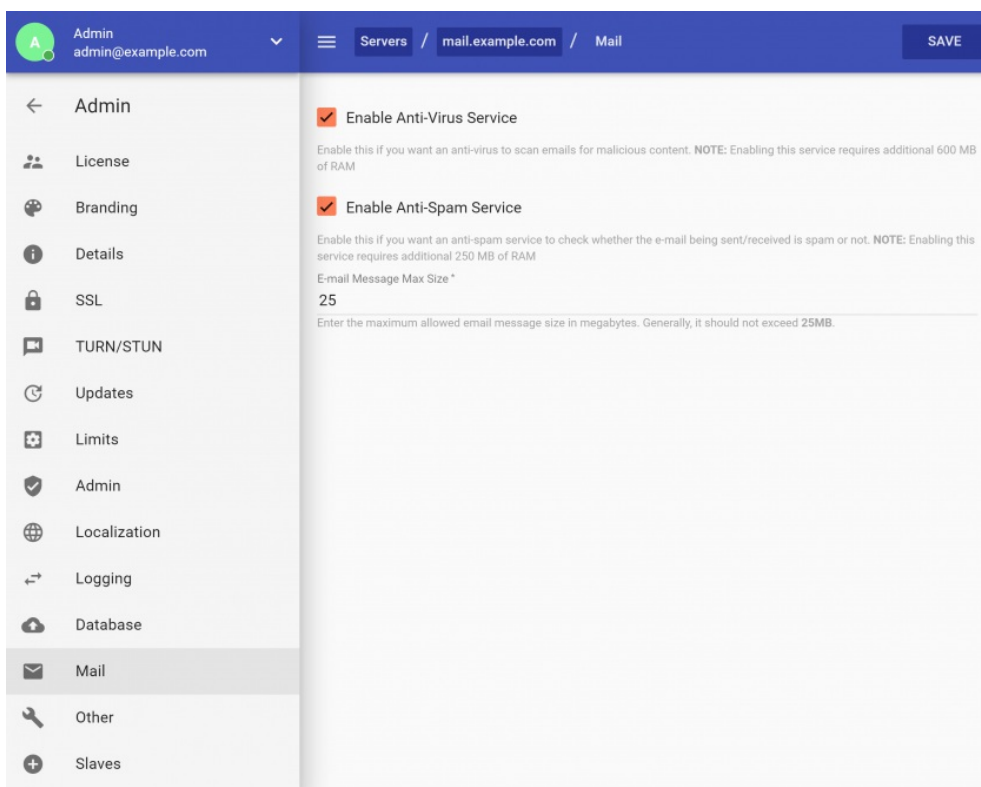 A
Admin
admin@example.com
Servers / mail.example.com / Mail
SAVE
Admin
License
Branding
Details
SSL
TURN/STUN
Updates
Limits
Admin
Localization
Logging
Database
Mail
Other
Slaves
Enable Anti-Virus Service
Enable this if you want an anti-virus to scan emails for malicious content. NOTE: Enabling this service requires additional 600 MB
of RAM
Enable Anti-Spam Service
Enable this if you want an anti-spam service to check whether the e-mail being sent/received is spam or not. NOTE: Enabling this
service requires additional 250 MB of RAM
E-mail Message Max Size *
25
Enter the maximum allowed email message size in megabytes. Generally, it should not exceed 25MB.